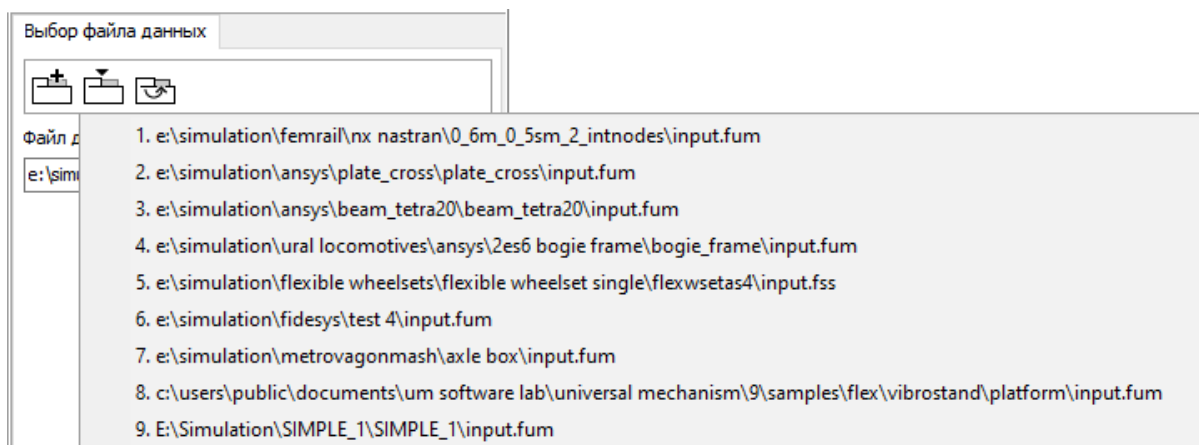 Выбор файла данных
1. e:\simulation\femrail\nx nastran\0_6m_0_5sm_2_intnodes\input.fum
Файл
2. e:\simulation\ansys\plate_cross\plate_cross\input.fum
e:\
3. e:\simulation\ansys\beam_tetra20\beam_tetra20\input.fum
4. e:\simulation\ural locomotives\ansys\2es6 bogie frame\bogie_frame\input.fum
5. e:\simulation\flexible wheelsets\flexible wheelset single\flexwsetas4\input.fss
6. e:\simulation\fidesys\test 4\input.fum
7. e:\simulation\metrovagonmash\axle box\input.fum
8. c:\users\public\documents\um software lab\universal mechanism\9\samples\flex\vibrostand\platform\input.fum
9. E:\Simulation\SIMPLE_1\SIMPLE_1\input.fum